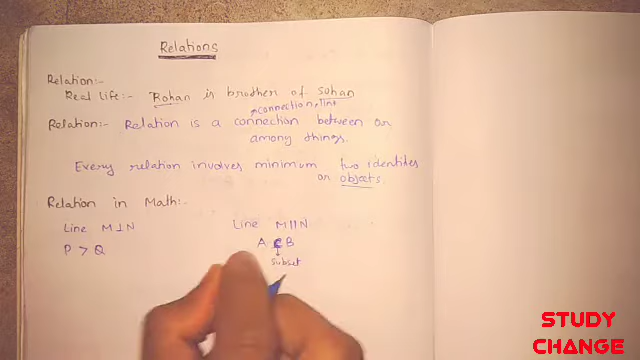 Relations
Relation:-
Real life:- Rohan is brother of sohan
connection, link
Relation:- Relation is a connection between or
among things.
Every relation involves minimum two identites
or objects.
Relation in Math:-
Line M⊥N Line M||N
P > Q A ⊂ B
subset
STUDY
CHANGE